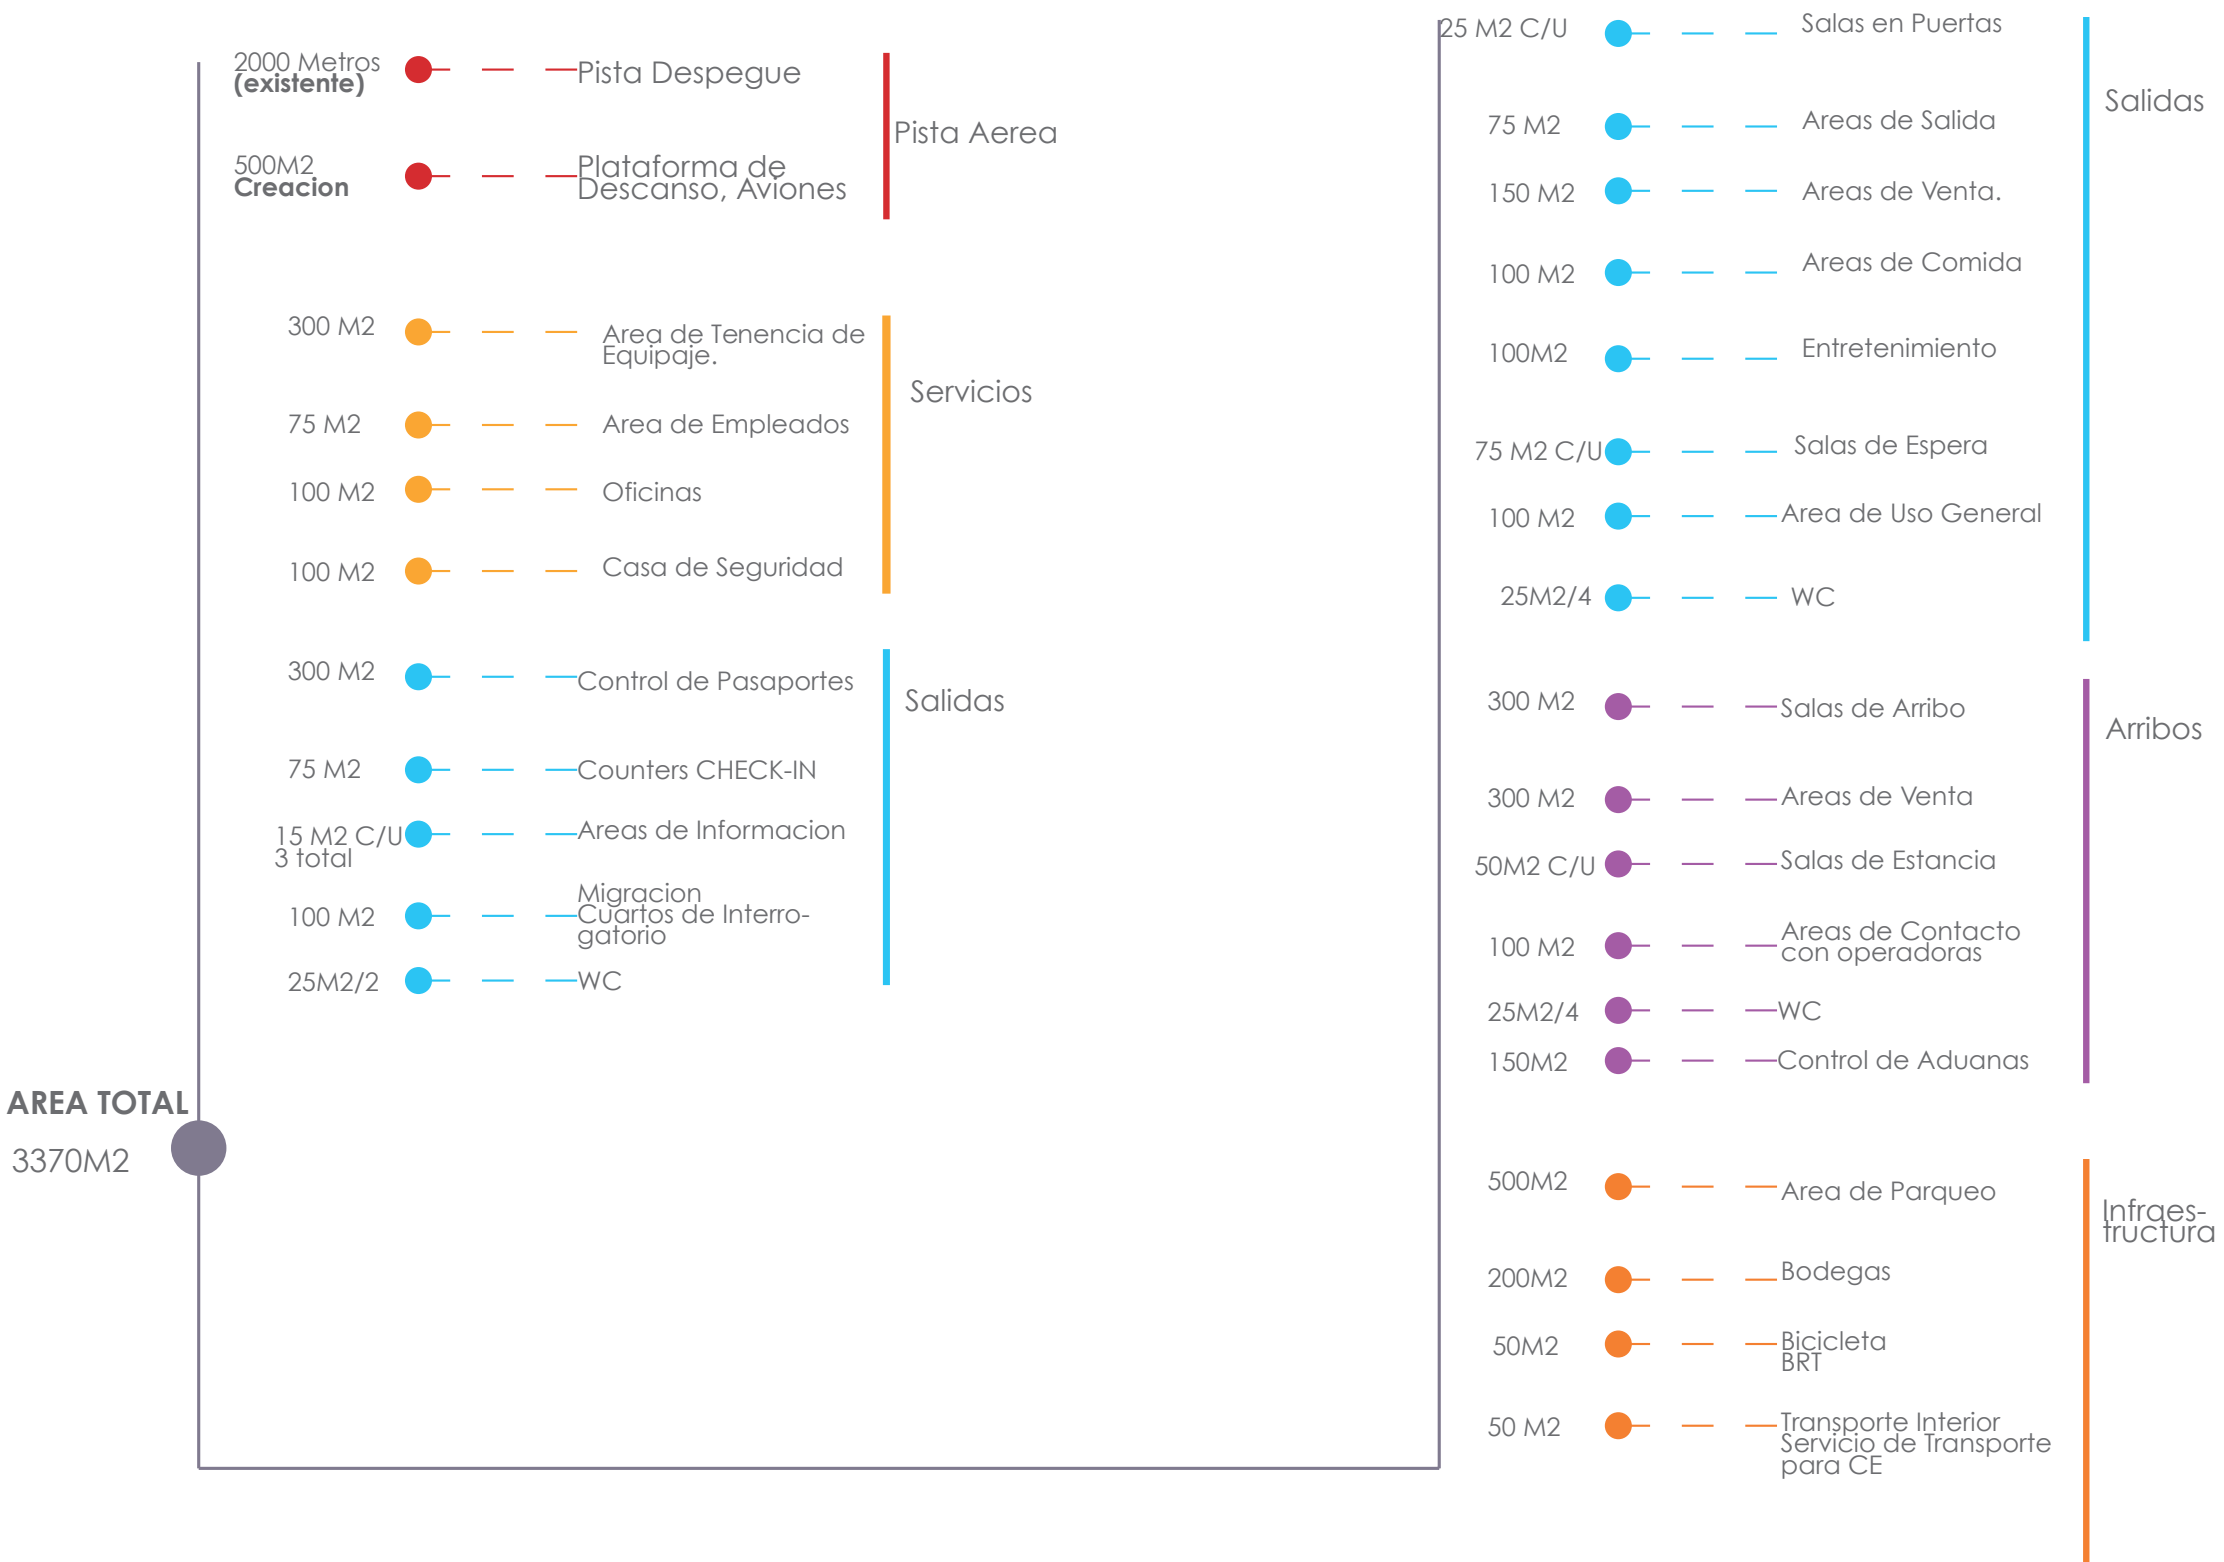 2000 Metros
(existente)
Pista Despegue
500M2
Creacion
Plataforma de
Descanso, Aviones
Pista Aerea
300 M2
Area de Tenencia de
Equipaje.
75 M2
Area de Empleados
100 M2
Oficinas
100 M2
Casa de Seguridad
Servicios
300 M2
Control de Pasaportes
75 M2
Counters CHECK-IN
15 M2 C/U
3 total
Areas de Informacion
100 M2
Migracion
Cuartos de Interro-
gatorio
25M2/2
WC
Salidas
AREA TOTAL
3370M2
25 M2 C/U
Salas en Puertas
75 M2
Areas de Salida
150 M2
Areas de Venta.
100 M2
Areas de Comida
100M2
Entretenimiento
75 M2 C/U
Salas de Espera
100 M2
Area de Uso General
25M2/4
WC
Salidas
300 M2
Salas de Arribo
300 M2
Areas de Venta
50M2 C/U
Salas de Estancia
100 M2
Areas de Contacto
con operadoras
25M2/4
WC
150M2
Control de Aduanas
Arribos
500M2
Area de Parqueo
200M2
Bodegas
50M2
Bicicleta
BRT
50 M2
Transporte Interior
Servicio de Transporte
para CE
Infraes-
tructura